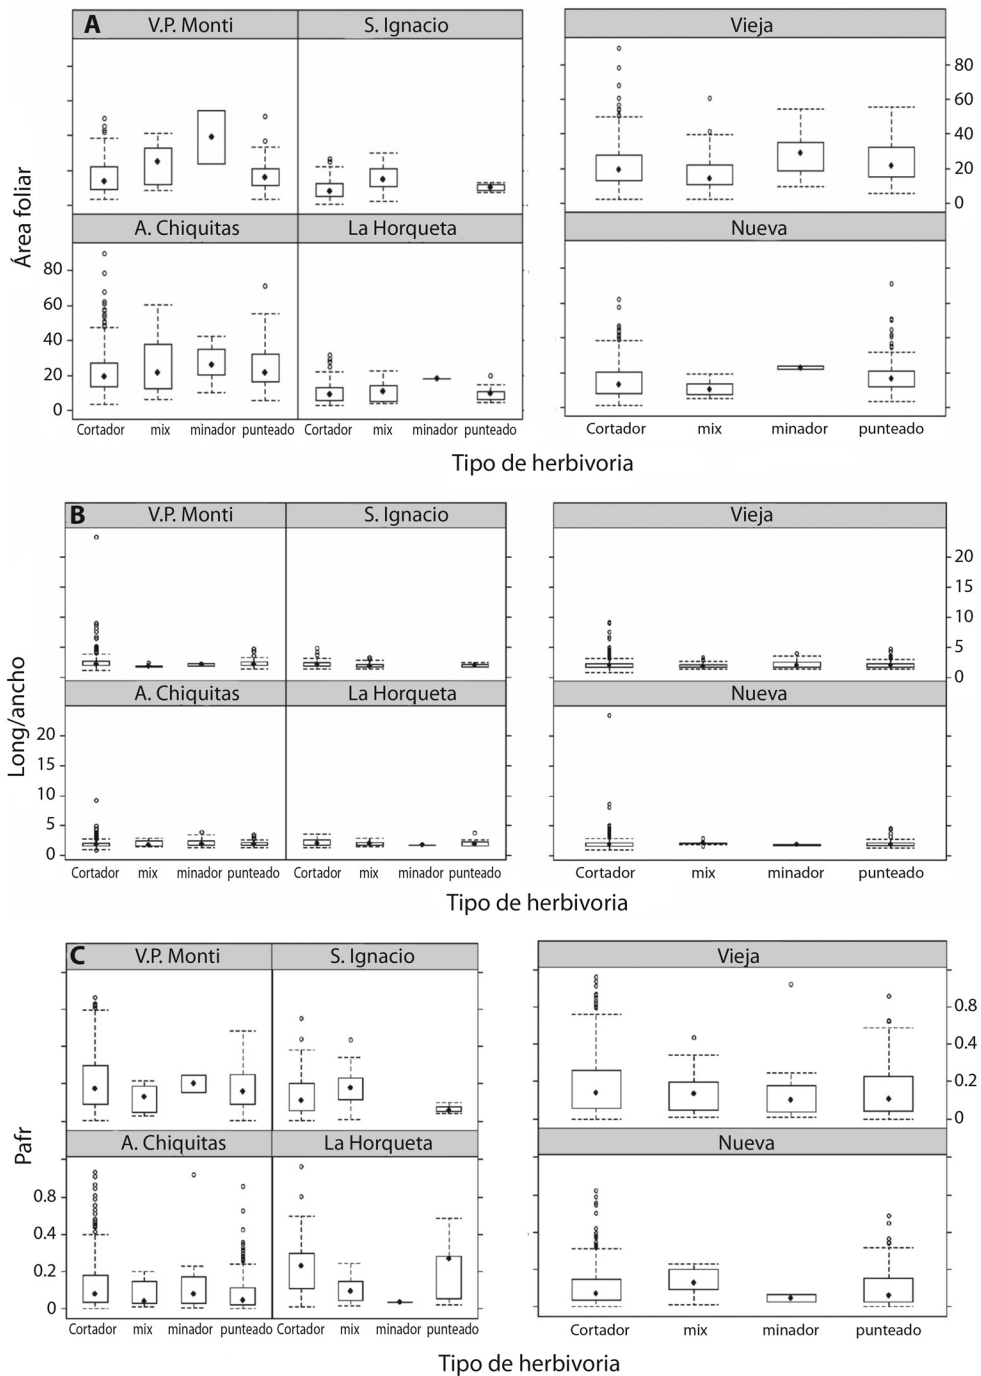 A V.P. Monti S. Ignacio Vieja
80
60
40
20
0
Área foliar
A. Chiquitas La Horqueta Nueva
80
60
40
20
0
Cortador mix minador punteado Cortador mix minador punteado Cortador mix minador punteado
Tipo de herbivoria
B V.P. Monti S. Ignacio Vieja
20
15
10
5
0
Long/ancho
A. Chiquitas La Horqueta Nueva
20
15
10
5
0
Cortador mix minador punteado Cortador mix minador punteado Cortador mix minador punteado
Tipo de herbivoria
C V.P. Monti S. Ignacio Vieja
0.8
0.4
0.2
0
Pafr
A. Chiquitas La Horqueta Nueva
0.8
0.4
0.2
0
Cortador mix minador punteado Cortador mix minador punteado Cortador mix minador punteado
Tipo de herbivoria